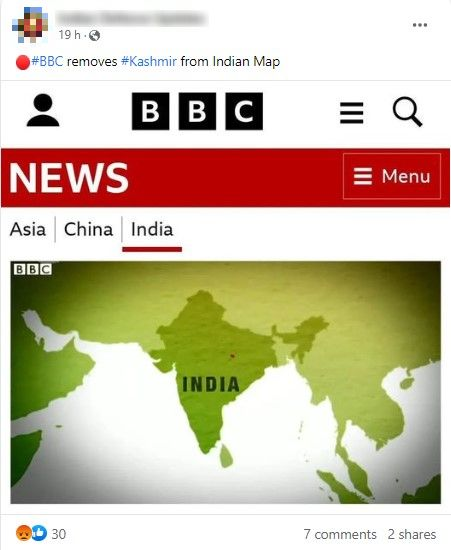 19 h
#BBC removes #Kashmir from Indian Map
BBC
NEWS
Menu
Asia China India
BBC
INDIA
30 7 comments 2 shares